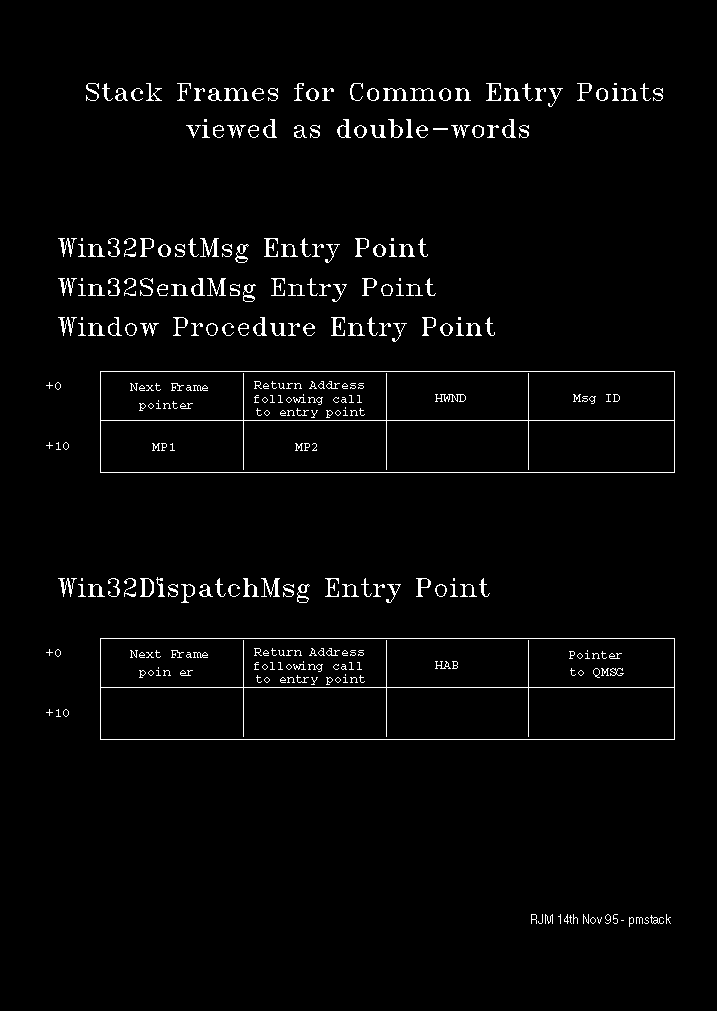 Stack Frames for Common Entry Points
viewed as double-words
Win32PostMsg Entry Point
Win32SendMsg Entry Point
Window Procedure Entry Point
+0
Next Frame
pointer
Return Address
following call
to entry point
HWND
Msg ID
+10
MP1
MP2
Win32DispatchMsg Entry Point
+0
Next Frame
poin er
Return Address
following call
to entry point
HAB
Pointer
to QMSG
+10
RJM 14th Nov 95 - pmstack